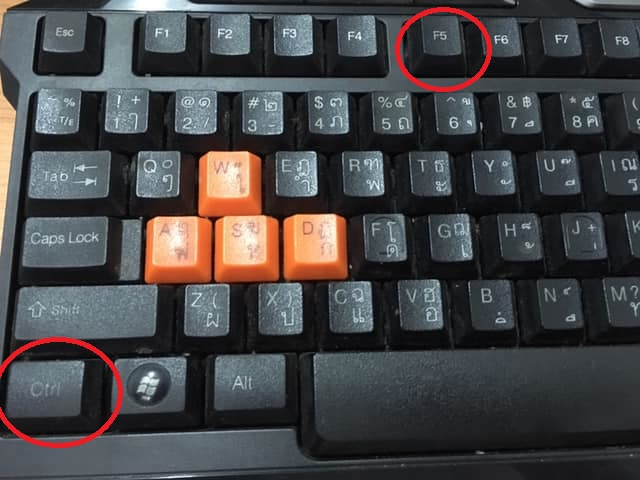 Esc F1 F2 F3 F4 F5 F6 F7 F8
~ % ! + @ ๑ # ๒ $ ๓ % ๔ ^ ู & ฿ * ๕
T/E 1 ๅ 2 / 3 - 4 ภ 5 ถ 6 ุ 7 ึ 8 ค
Tab Q ๐ W " E ฎ R ฑ T ธ Y ํ U ๊ I ณ
ๆ ไ ำ พ ะ ั ี ร
Caps Lock A ฤ S ฆ D ฏ F โ G ฌ H ็ J ๋
ฟ ห ก ด เ ้ ่
Shift Z ( X ) C ฉ V ฮ B ฺ N ์ M ?
ผ ป แ อ ิ ื ท
Ctrl Alt